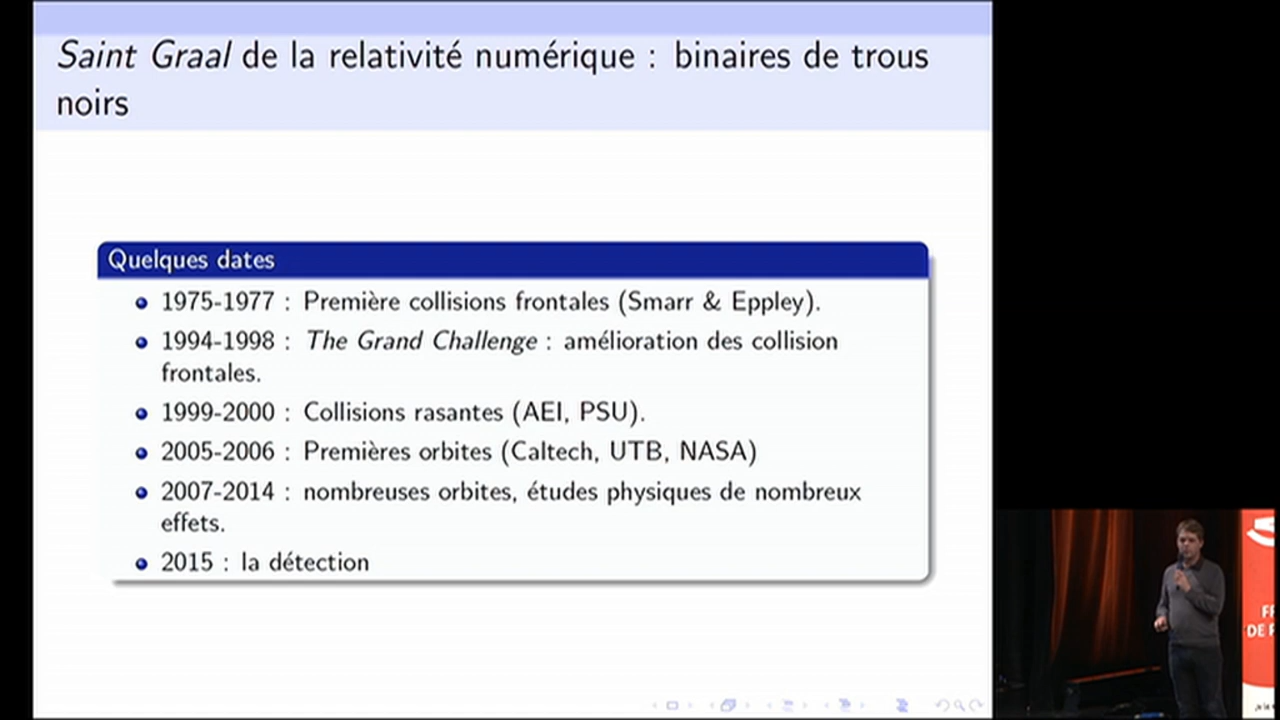 Saint Graal de la relativité numérique : binaires de trous
noirs
Quelques dates
1975-1977 : Première collisions frontales (Smarr & Eppley).
1994-1998 : The Grand Challenge : amélioration des collision
frontales.
1999-2000 : Collisions rasantes (AEI, PSU).
2005-2006 : Premières orbites (Caltech, UTB, NASA)
2007-2014 : nombreuses orbites, études physiques de nombreux
effets.
2015 : la détection
DE